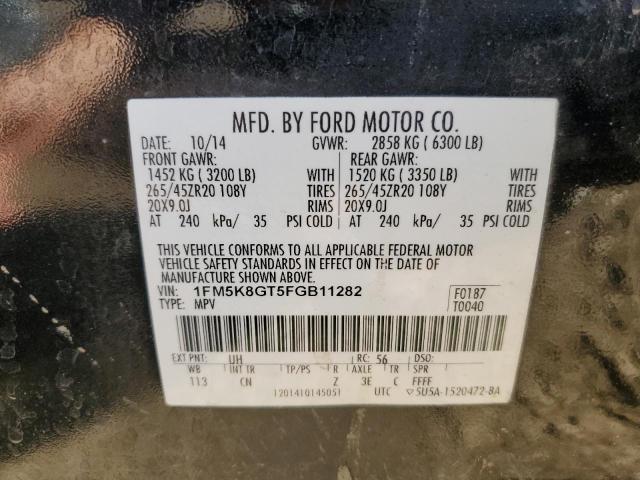 MFD. BY FORD MOTOR CO.
DATE: 10/14 GVWR: 2858 KG ( 6300 LB)
FRONT GAWR: REAR GAWR:
1452 KG ( 3200 LB) WITH 1520 KG ( 3350 LB) WITH
265/45ZR20 108Y TIRES 265/45ZR20 108Y TIRES
20X9.0J RIMS 20X9.0J RIMS
AT 240 kPa/ 35 PSI COLD AT 240 kPa/ 35 PSI COLD
THIS VEHICLE CONFORMS TO ALL APPLICABLE FEDERAL MOTOR
VEHICLE SAFETY STANDARDS IN EFFECT ON THE DATE OF
MANUFACTURE SHOWN ABOVE.
VIN: 1FM5K8GT5FGB11282 F0187
TYPE: MPV T0040
EXT PNT: UH RC: 56 DSO:
WB INT TR TP/PS R AXLE TR SPR
113 CN Z 3E C FFFF
1201410145051 UTC ▽5U5A-1520472-BA